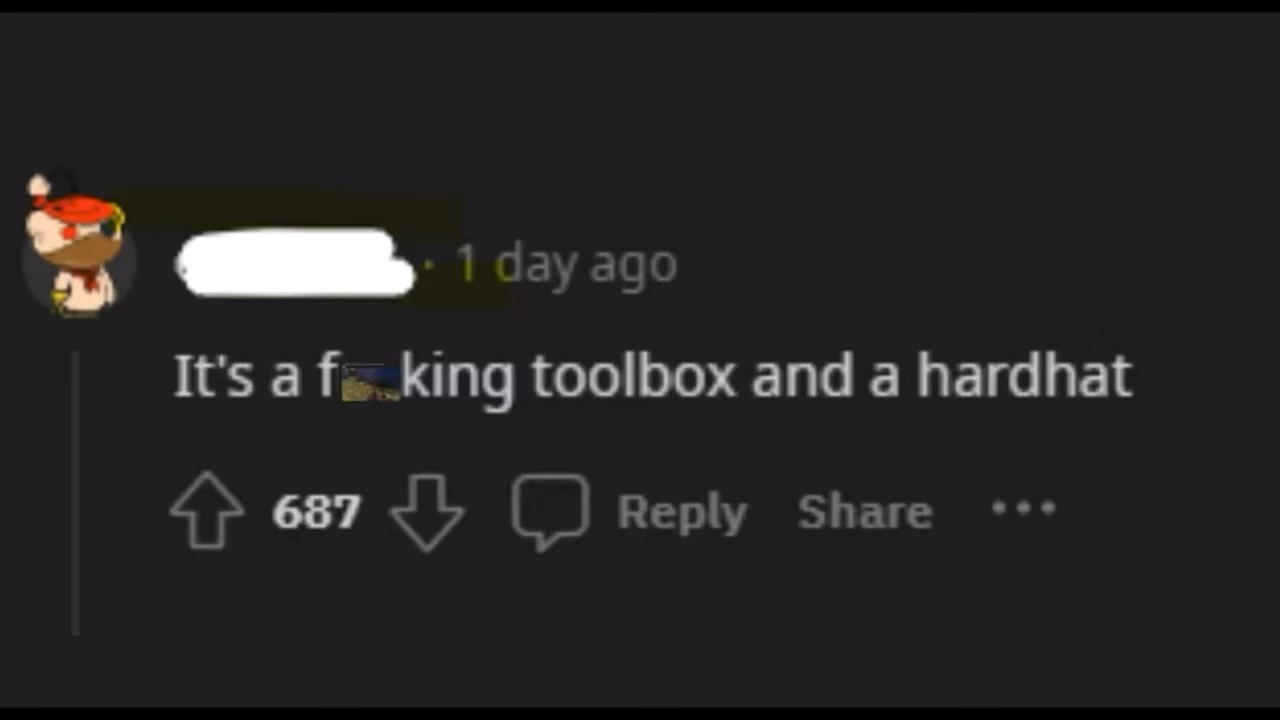 · 1 day ago
It's a f king toolbox and a hardhat
687 Reply Share ...